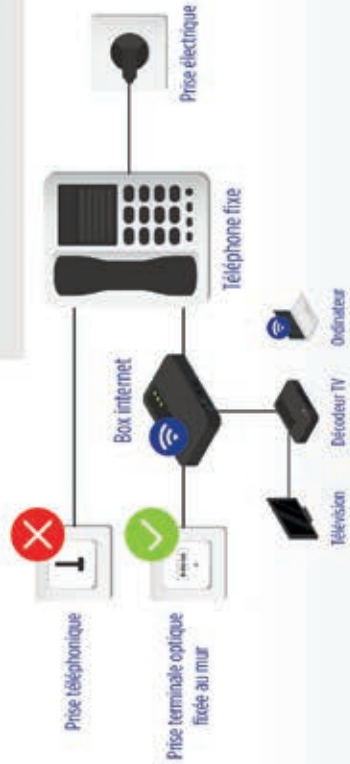 Prise téléphonique
Prise terminale optique
fixée au mur
Box internet
Téléphone fixe
Prise électrique
Télévision
Décodeur TV
Ordinateur